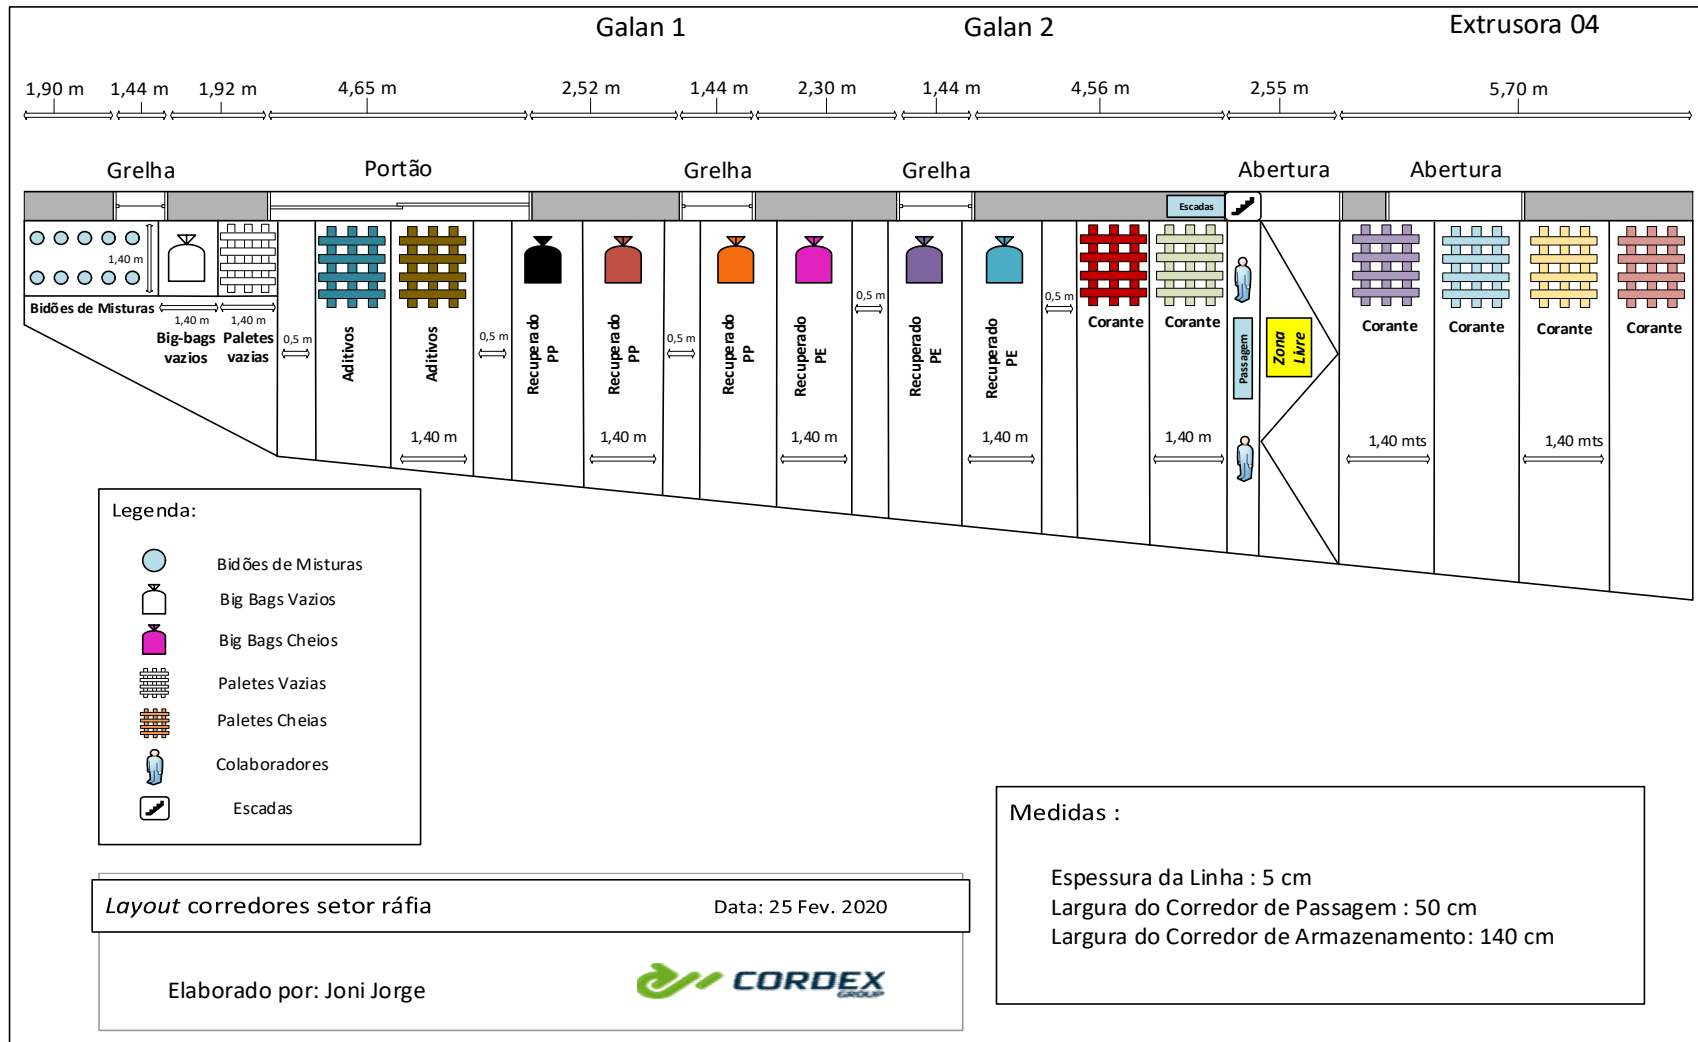 Galan 1
Galan 2
Extrusora 04
1,90 m
1,44 m
1,92 m
4,65 m
2,52 m
1,44 m
2,30 m
1,44 m
4,56 m
2,55 m
5,70 m
Grelha
Portão
Grelha
Grelha
Abertura
Abertura
Escadas
1,40 m
Bidões de Misturas
1,40 m
1,40 m
Big-bags
vazios
Paletes
vazias
0,5 m
Aditivos
Aditivos
1,40 m
0,5 m
Recuperado
PP
Recuperado
PP
1,40 m
0,5 m
Recuperado
PP
Recuperado
PE
1,40 m
0,5 m
Recuperado
PE
Recuperado
PE
1,40 m
0,5 m
Corante
Corante
1,40 m
Passagem
Zona
Livre
Corante
Corante
Corante
Corante
1,40 mts
1,40 mts
Legenda:
Bidões de Misturas
Big Bags Vazios
Big Bags Cheios
Paletes Vazias
Paletes Cheias
Colaboradores
Escadas
Medidas :
Espessura da Linha : 5 cm
Largura do Corredor de Passagem : 50 cm
Largura do Corredor de Armazenamento: 140 cm
Layout corredores setor ráfia
Data: 25 Fev. 2020
Elaborado por: Joni Jorge
CORDEX
GROUP